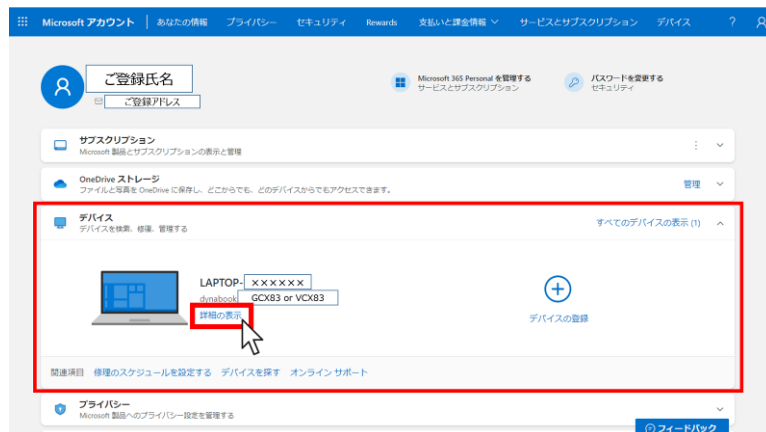 Microsoft アカウント あなたの情報 プライバシー セキュリティ Rewards 支払いと課金情報 サービスとサブスクリプション デバイス ?
ご登録氏名
ご登録アドレス
Microsoft 365 Personal を管理する
サービスとサブスクリプション
パスワードを変更する
セキュリティ
サブスクリプション
Microsoft 製品とサブスクリプションの表示と管理
OneDrive ストレージ
ファイルと写真を OneDrive に保存し、どこからでも、どのデバイスからでもアクセスできます。
管理
デバイス
デバイスを検索、修復、管理する
すべてのデバイスの表示 (1)
LAPTOP- ××××××
dynabook GCX83 or VCX83
詳細の表示
デバイスの登録
関連項目 修理のスケジュールを設定する デバイスを探す オンライン サポート
プライバシー
Microsoft 製品へのプライバシー設定を管理する
フィードバック